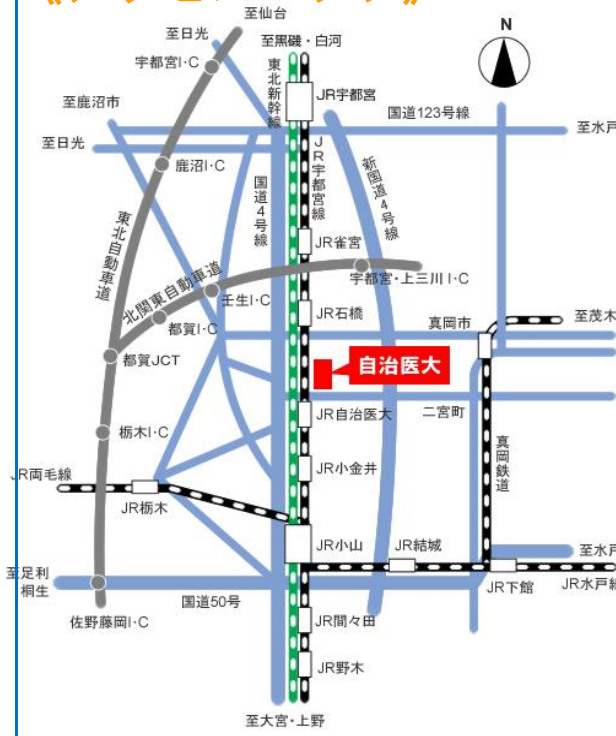 至仙台
至日光
至黒磯・白河
N
宇都宮I・C
東北新幹線
JR宇都宮
国道123号線
至水戸
至鹿沼市
至日光
鹿沼I・C
国道4号線
JR宇都宮線
新国道4号線
東北自動車道
JR雀宮
北関東自動車道
宇都宮・上三川I・C
壬生I・C
JR石橋
都賀I・C
真岡市
至茂木
都賀JCT
自治医大
JR自治医大
二宮町
栃木I・C
真岡鉄道
JR両毛線
JR小金井
JR栃木
JR小山
JR結城
至水戸
至足利
桐生
JR下館
JR水戸線
国道50号
佐野藤岡I・C
JR間々田
JR野木
至大宮・上野